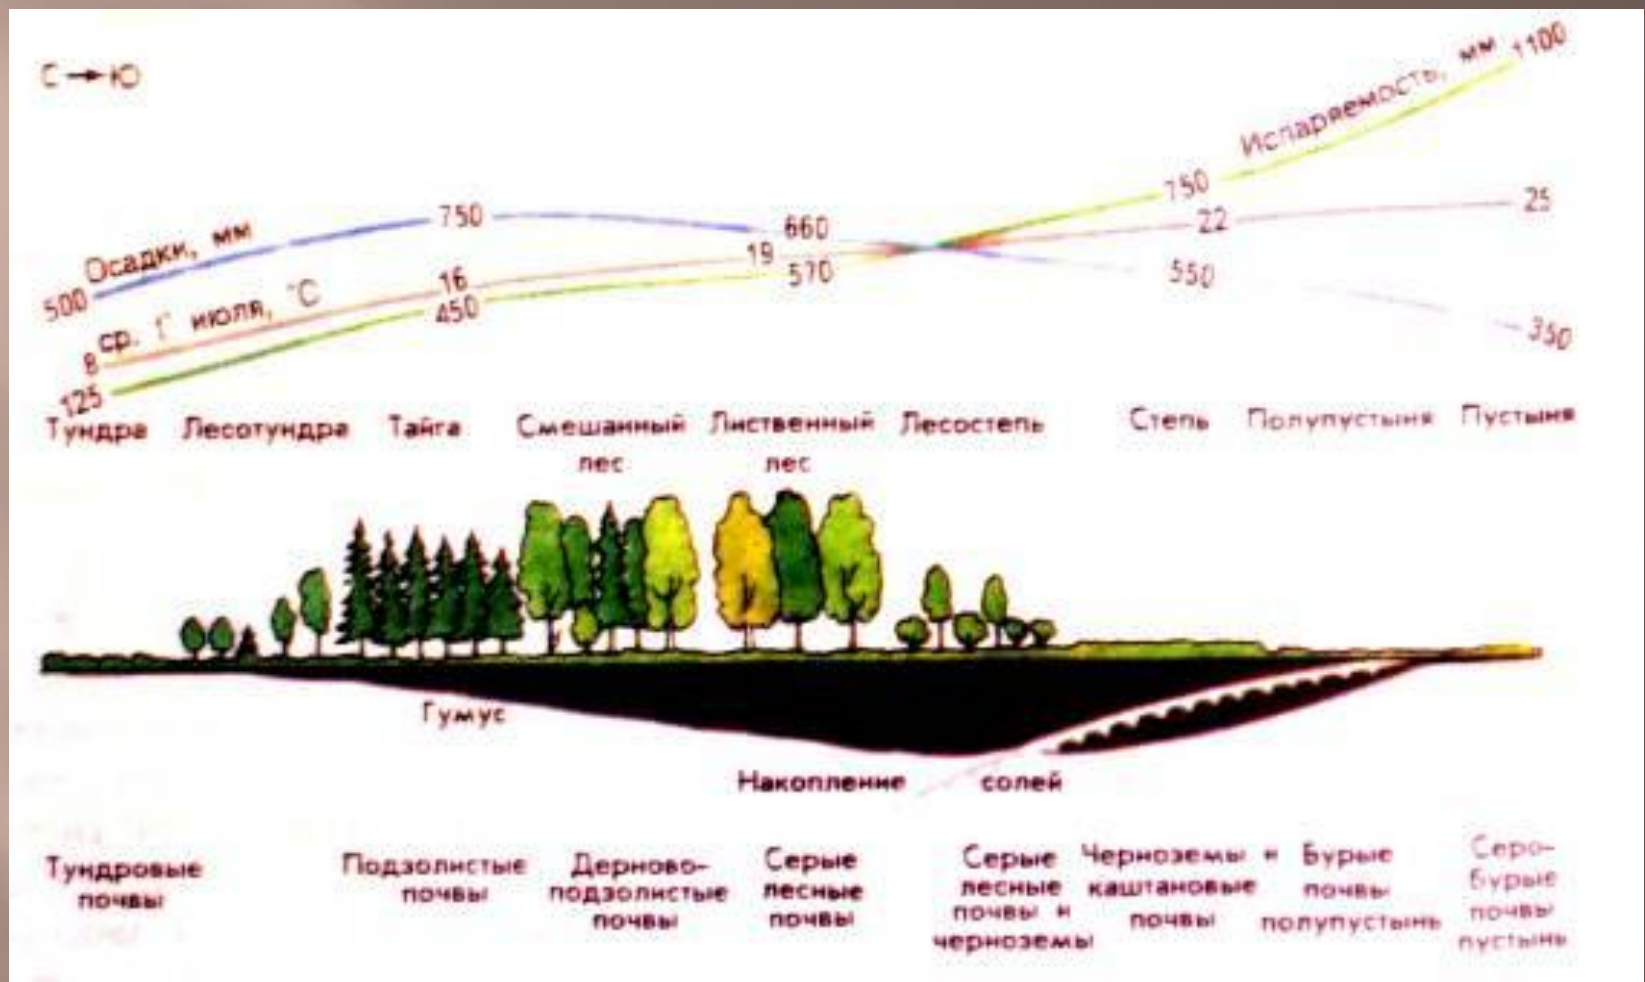 С → Ю
Испаряемость, мм 1100
750
25
22
Осадки, мм
500
750
660
19
570
550
350
ср. t° июля, °С
8
16
450
125
Тундра Лесотундра Тайга Смешанный лес Лиственный лес Лесостепь Степь Полупустыня Пустыня
Гумус
Накопление солей
Тундровые почвы
Подзолистые почвы
Дерново-
подзолистые
почвы
Серые
лесные
почвы
Серые
лесные
почвы и
черноземы
Черноземы и
каштановые
почвы
Бурые
почвы
полупустынь
Серо-
бурые
почвы
пустынь